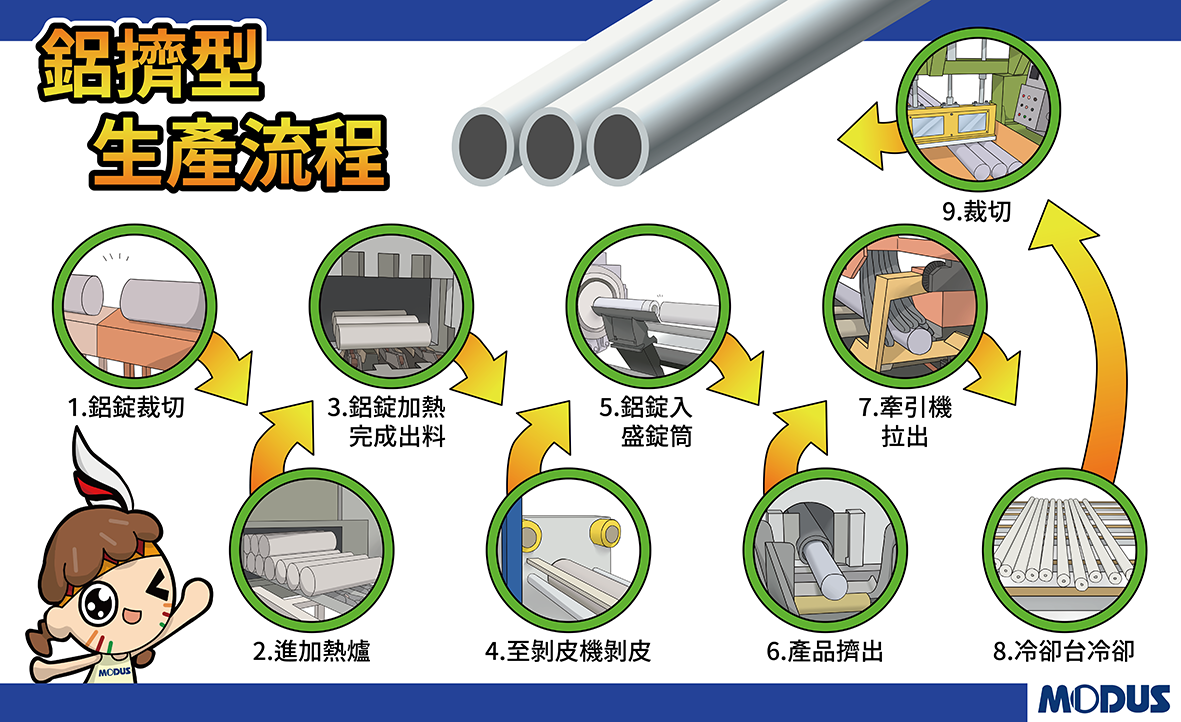 鋁擠型
生產流程
1.鋁錠裁切
2.進加熱爐
3.鋁錠加熱
完成出料
4.至剝皮機剝皮
5.鋁錠入
盛錠筒
6.產品擠出
7.牽引機
拉出
8.冷卻台冷卻
9.裁切
MODUS
MODUS